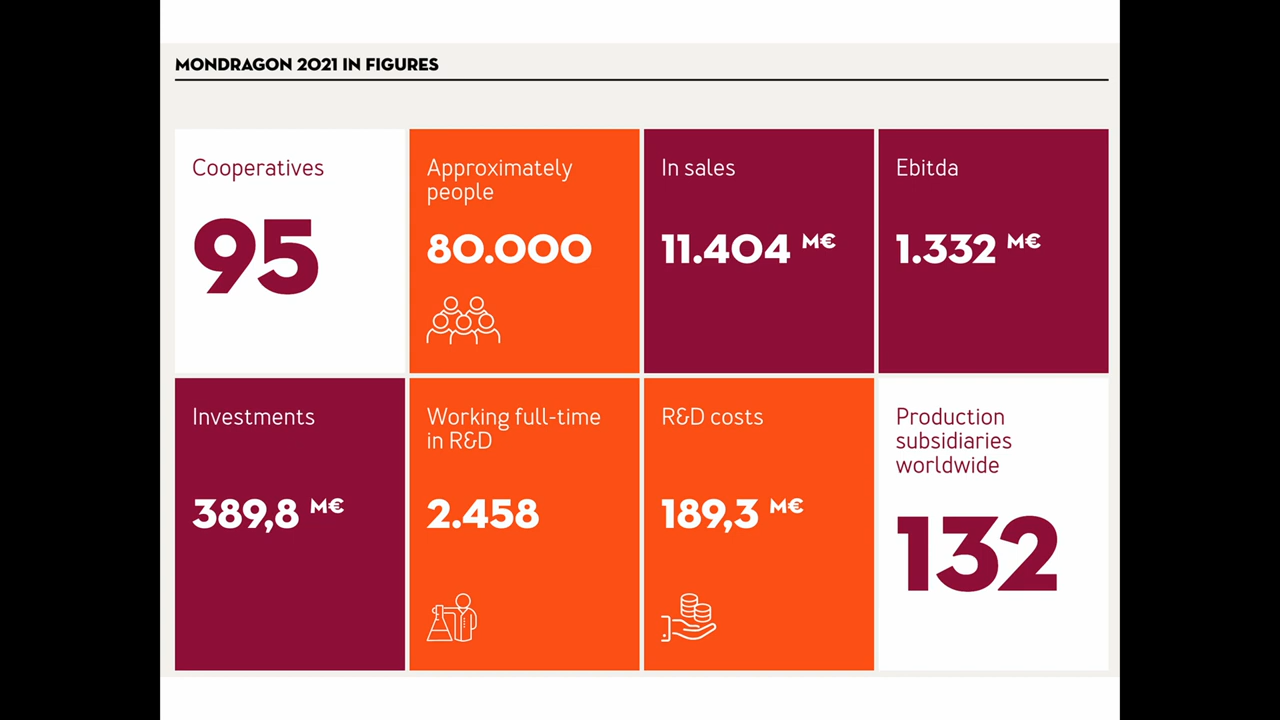 MONDRAGON 2021 IN FIGURES
Cooperatives
95
Approximately
people
80.000
In sales
11.404 M€
Ebitda
1.332 M€
Investments
389,8 M€
Working full-time
in R&D
2.458
R&D costs
189,3 M€
Production
subsidiaries
worldwide
132